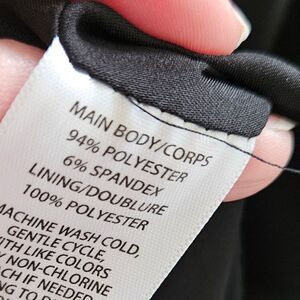 MAIN BODY/CORPS
94% POLYESTER
6% SPANDEX
LINING/DOUBLURE
100% POLYESTER
MACHINE WASH COLD,
GENTLE CYCLE,
WITH LIKE COLORS
NON-CHLORINE
IF NEEDED